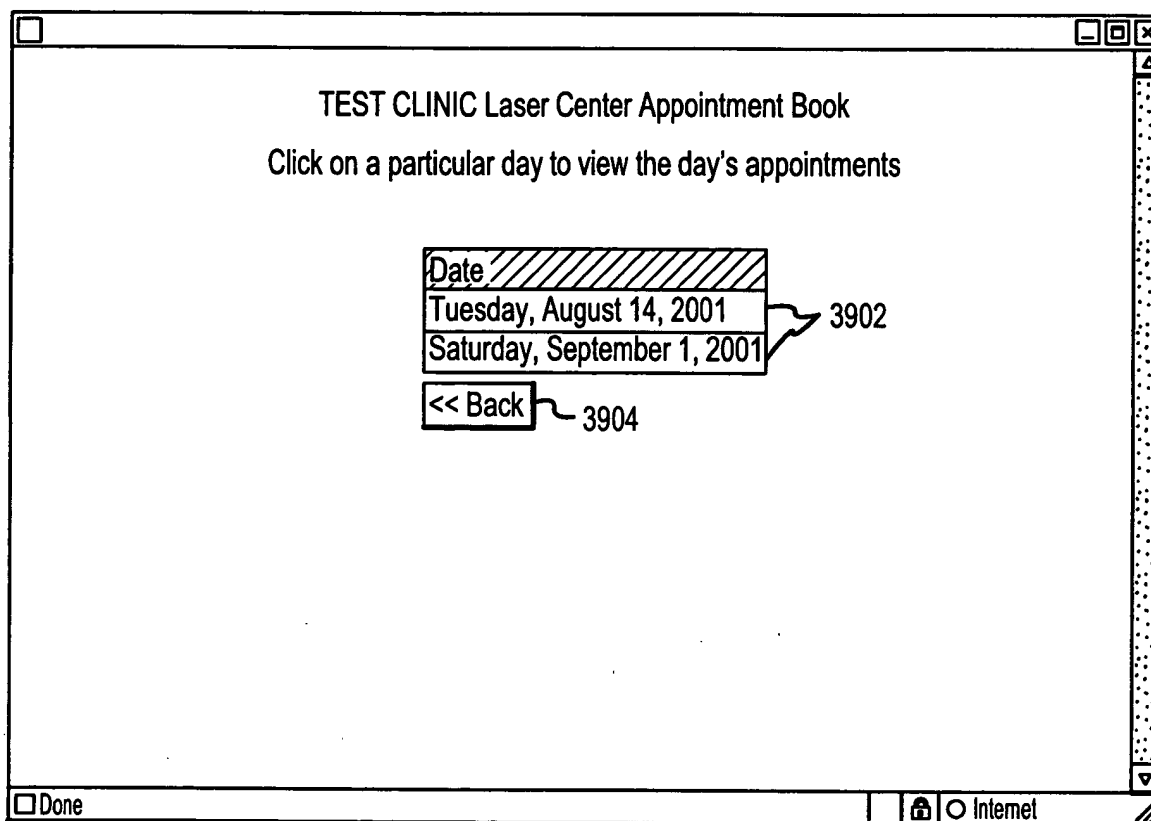 TEST CLINIC Laser Center Appointment Book
Click on a particular day to view the day's appointments
Date
Tuesday, August 14, 2001
Saturday, September 1, 2001
3902
<< Back
3904
Done
Internet